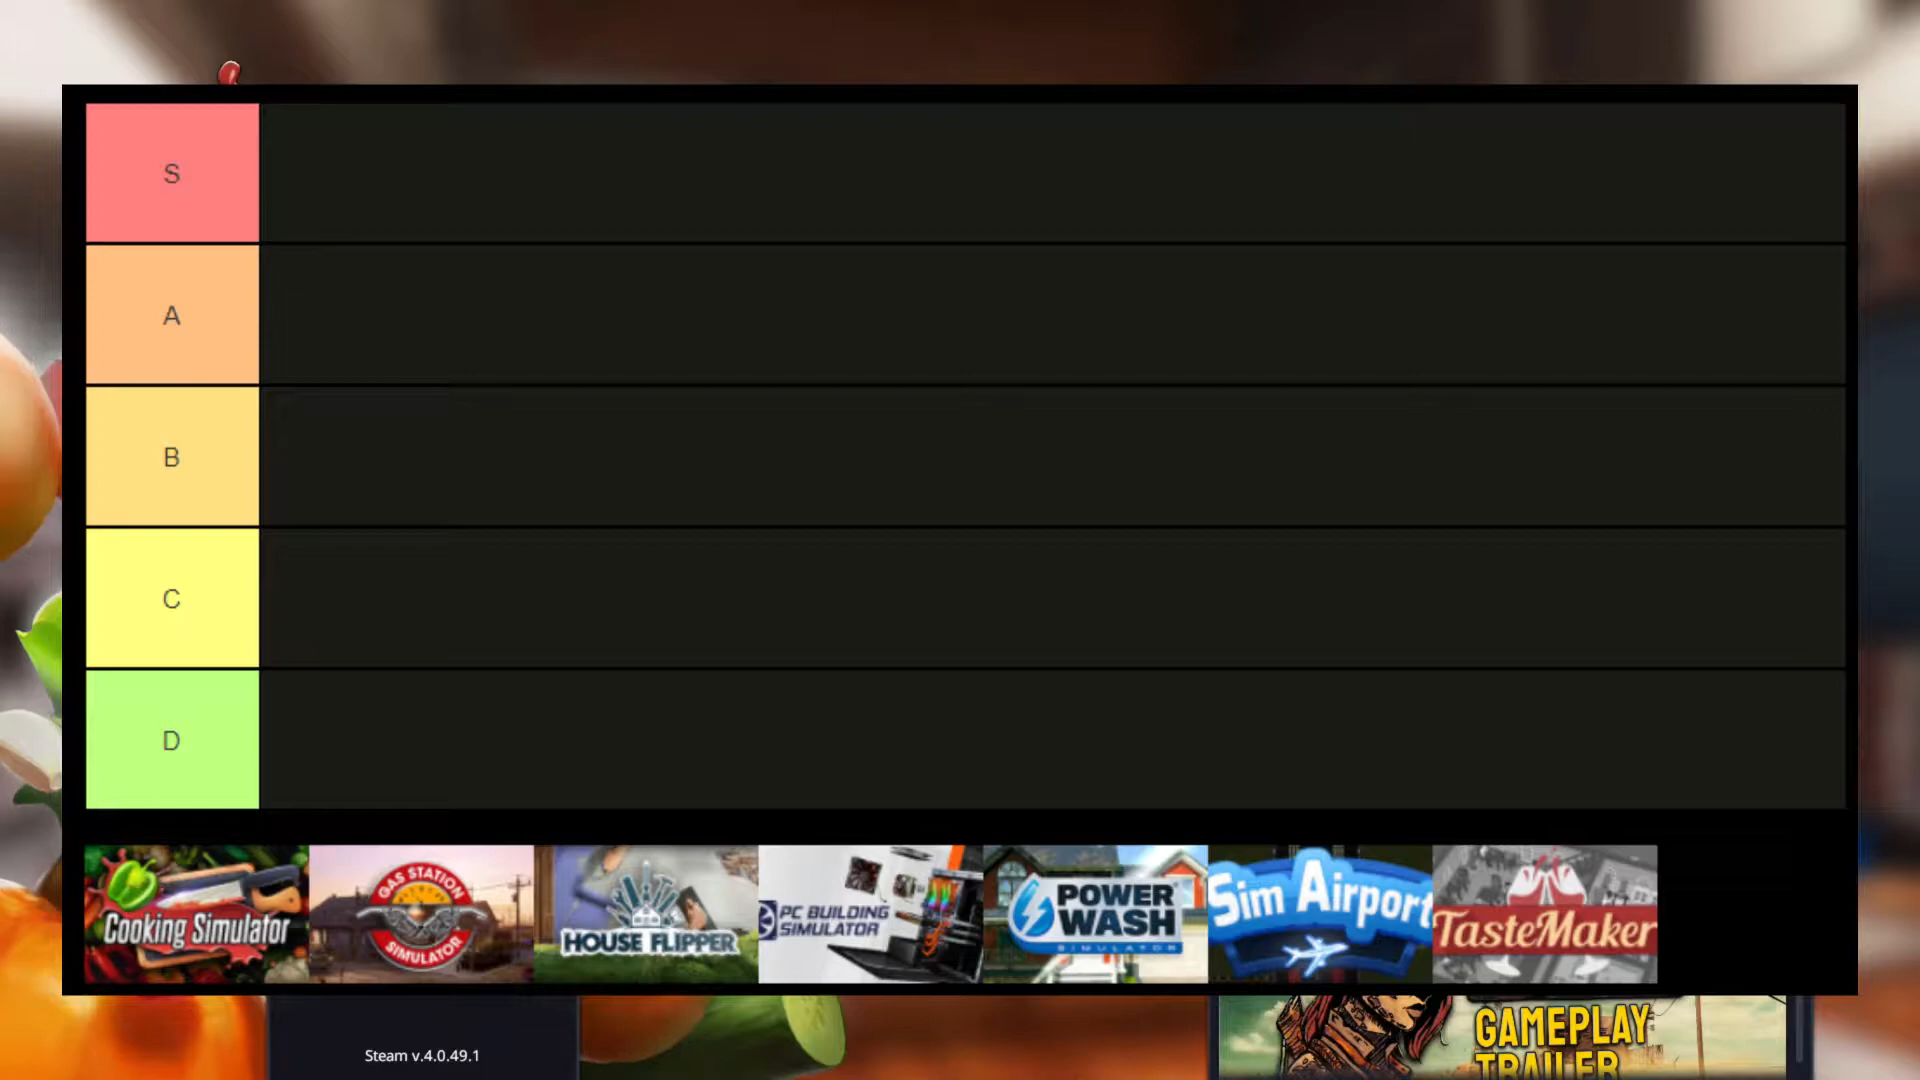 S
A
B
C
D
Cooking Simulator
GAS STATION
SIMULATOR
HOUSE FLIPPER
PC BUILDING
SIMULATOR
POWER
WASH
SIMULATOR
Sim Airport
TasteMaker
Steam v.4.0.49.1
GAMEPLAY
TRAILER